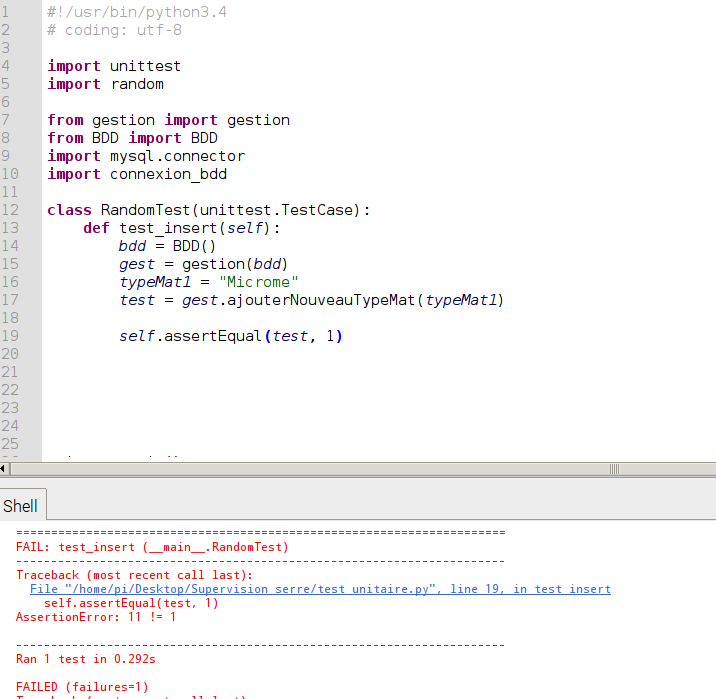 1 #!/usr/bin/python3.4
2 # coding: utf-8
3
4 import unittest
5 import random
6
7 from gestion import gestion
8 from BDD import BDD
9 import mysql.connector
10 import connexion_bdd
11
12 class RandomTest(unittest.TestCase):
13     def test_insert(self):
14         bdd = BDD()
15         gest = gestion(bdd)
16         typeMat1 = "Microme"
17         test = gest.ajouterNouveauTypeMat(typeMat1)
18
19         self.assertEqual(test, 1)
20
21
22
23
24
25
Shell
======================================================================
FAIL: test_insert (__main__.RandomTest)
----------------------------------------------------------------------
Traceback (most recent call last):
  File "/home/pi/Desktop/Supervision serre/test unitaire.py", line 19, in test insert
    self.assertEqual(test, 1)
AssertionError: 11 != 1
----------------------------------------------------------------------
Ran 1 test in 0.292s
FAILED (failures=1)